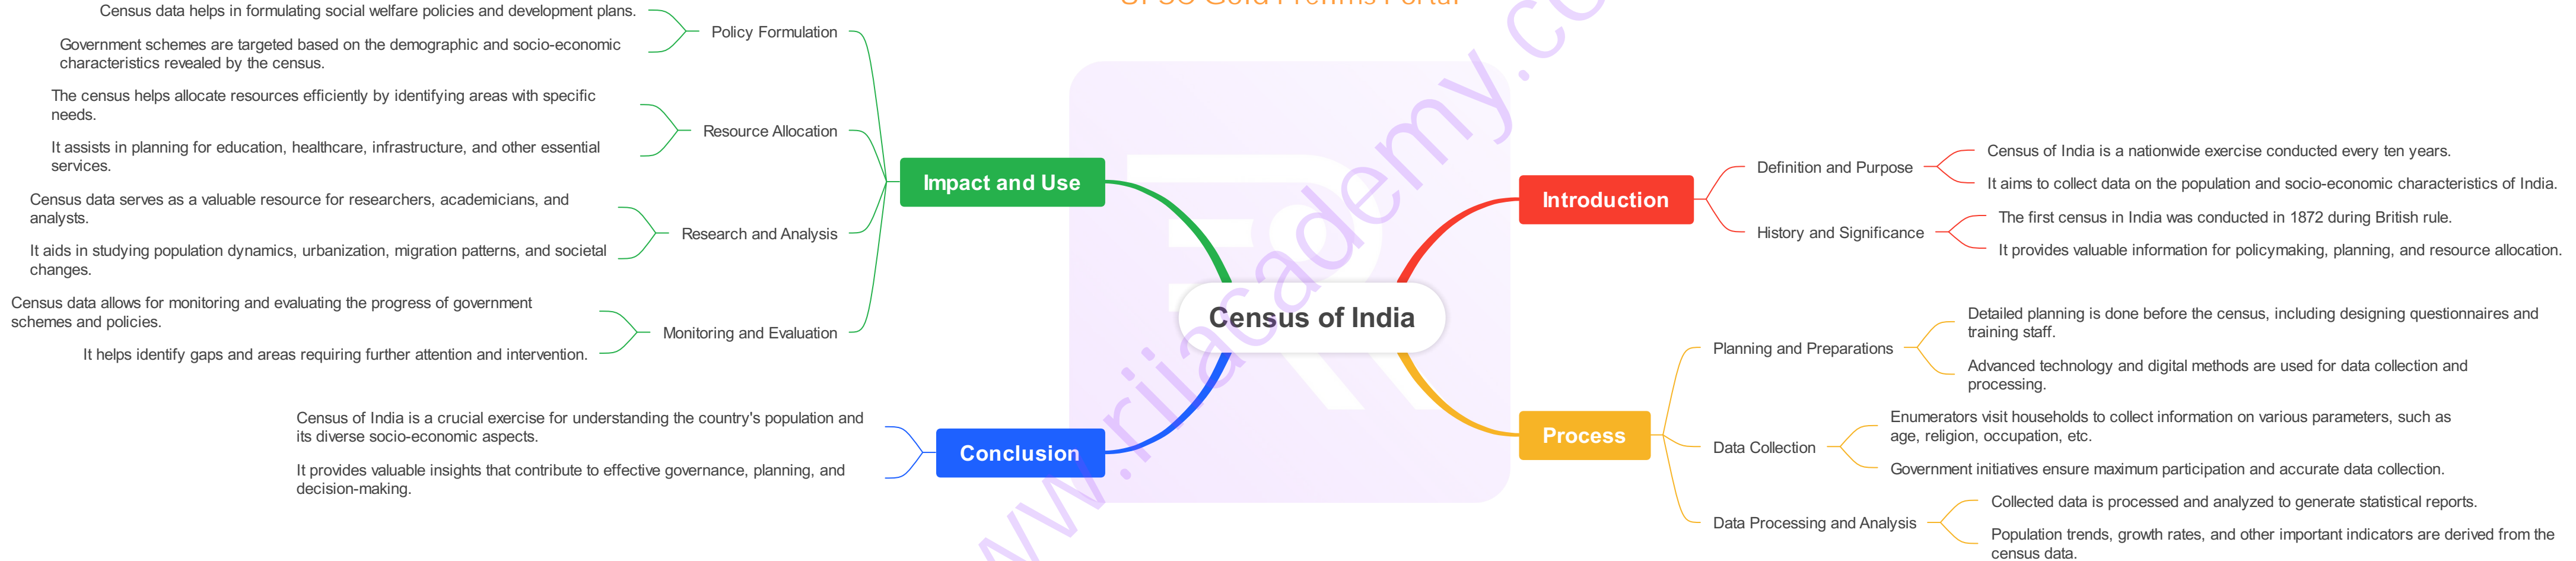 UPSC Gold Prelims Portal
Census of India
Introduction
Definition and Purpose
Census of India is a nationwide exercise conducted every ten years.
It aims to collect data on the population and socio-economic characteristics of India.
History and Significance
The first census in India was conducted in 1872 during British rule.
It provides valuable information for policymaking, planning, and resource allocation.
Process
Planning and Preparations
Detailed planning is done before the census, including designing questionnaires and
training staff.
Advanced technology and digital methods are used for data collection and
processing.
Data Collection
Enumerators visit households to collect information on various parameters, such as
age, religion, occupation, etc.
Government initiatives ensure maximum participation and accurate data collection.
Data Processing and Analysis
Collected data is processed and analyzed to generate statistical reports.
Population trends, growth rates, and other important indicators are derived from the
census data.
Impact and Use
Policy Formulation
Census data helps in formulating social welfare policies and development plans.
Government schemes are targeted based on the demographic and socio-economic
characteristics revealed by the census.
Resource Allocation
The census helps allocate resources efficiently by identifying areas with specific
needs.
It assists in planning for education, healthcare, infrastructure, and other essential
services.
Research and Analysis
Census data serves as a valuable resource for researchers, academicians, and
analysts.
It aids in studying population dynamics, urbanization, migration patterns, and societal
changes.
Monitoring and Evaluation
Census data allows for monitoring and evaluating the progress of government
schemes and policies.
It helps identify gaps and areas requiring further attention and intervention.
Conclusion
Census of India is a crucial exercise for understanding the country's population and
its diverse socio-economic aspects.
It provides valuable insights that contribute to effective governance, planning, and
decision-making.